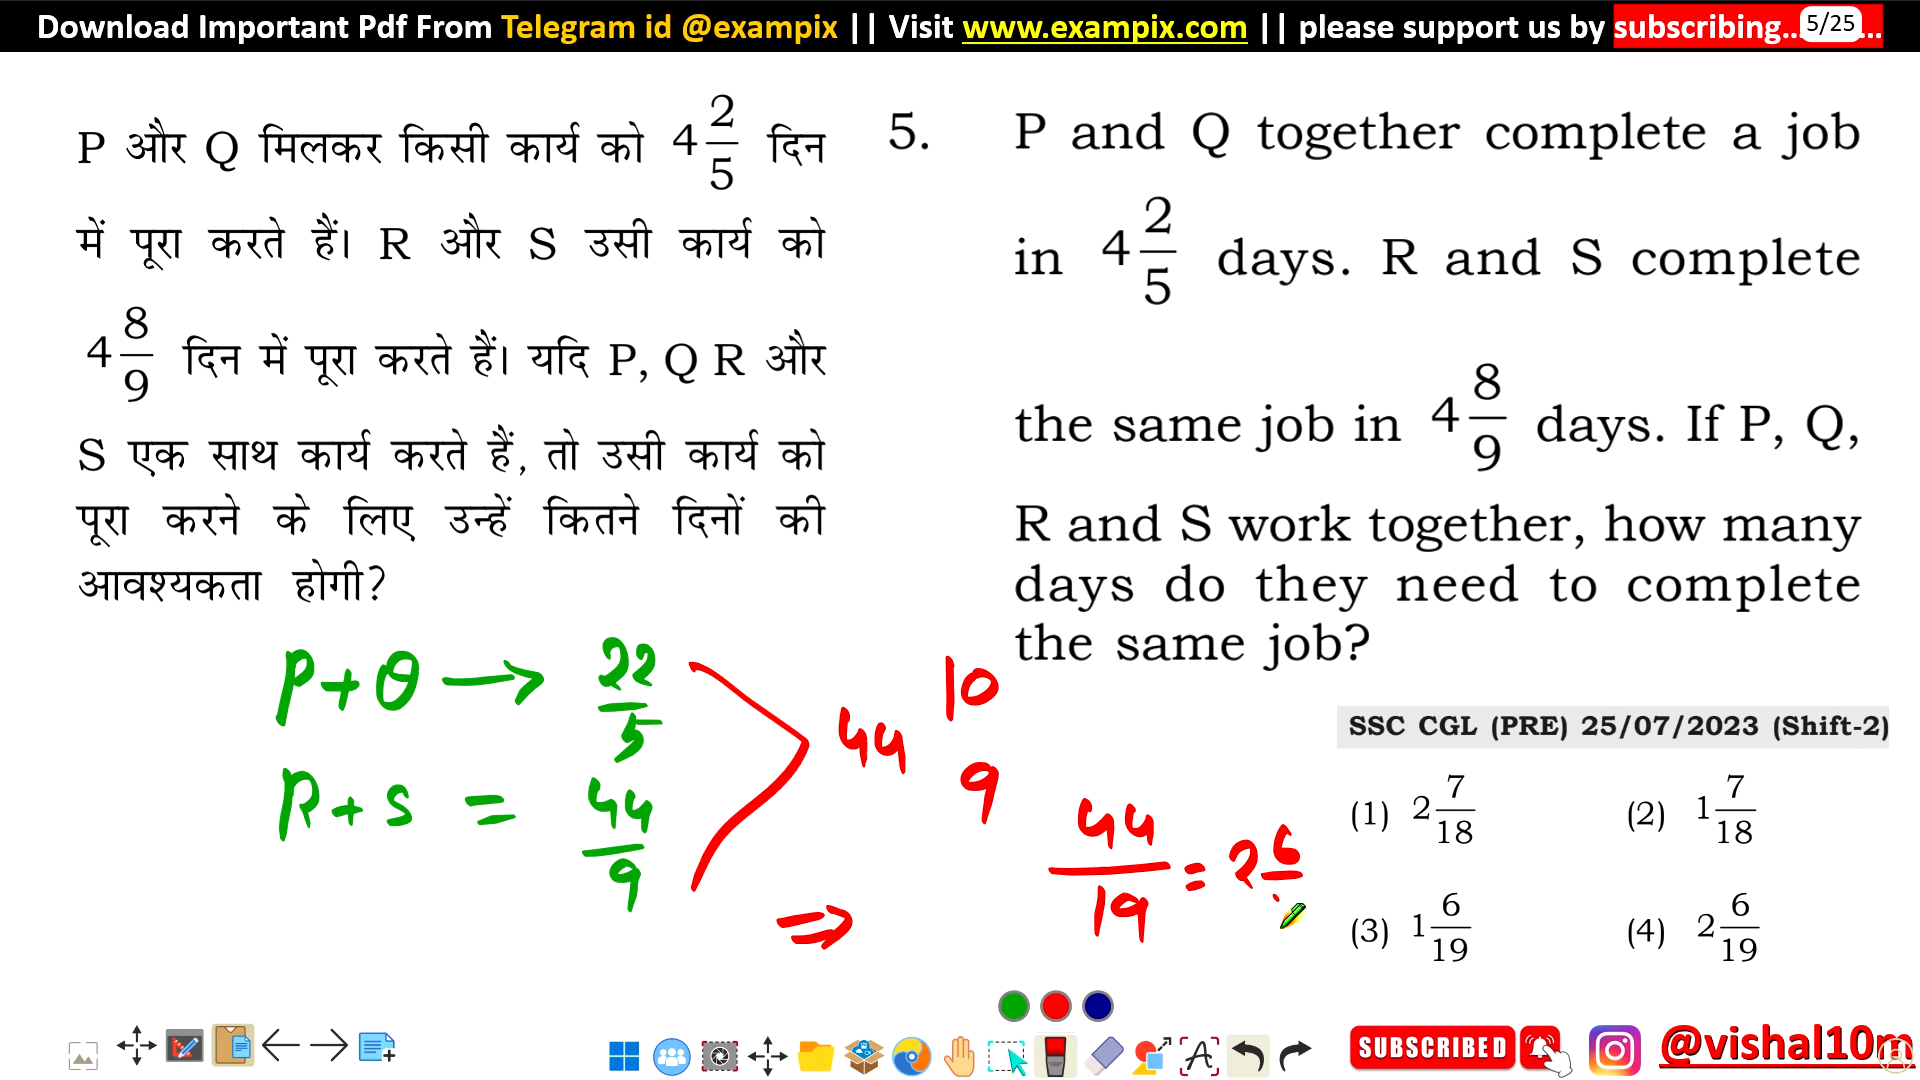 Download Important Pdf From Telegram id @exampix || Visit www.exampix.com || please support us by subscribing..
5/25
P और Q मिलकर किसी कार्य को 4 2/5 दिन
में पूरा करते हैं। R और S उसी कार्य को
4 8/9 दिन में पूरा करते हैं। यदि P, Q R और
S एक साथ कार्य करते हैं, तो उसी कार्य को
पूरा करने के लिए उन्हें कितने दिनों की
आवश्यकता होगी?
5. P and Q together complete a job
in 4 2/5 days. R and S complete
the same job in 4 8/9 days. If P, Q,
R and S work together, how many
days do they need to complete
the same job?
SSC CGL (PRE) 25/07/2023 (Shift-2)
(1) 2 7/18 (2) 1 7/18
(3) 1 6/19 (4) 2 6/19
P+Q → 22/5
R+S = 44/9
44
10
9
⇒ 44/19 = 2 6
SUBSCRIBED
@vishal10m